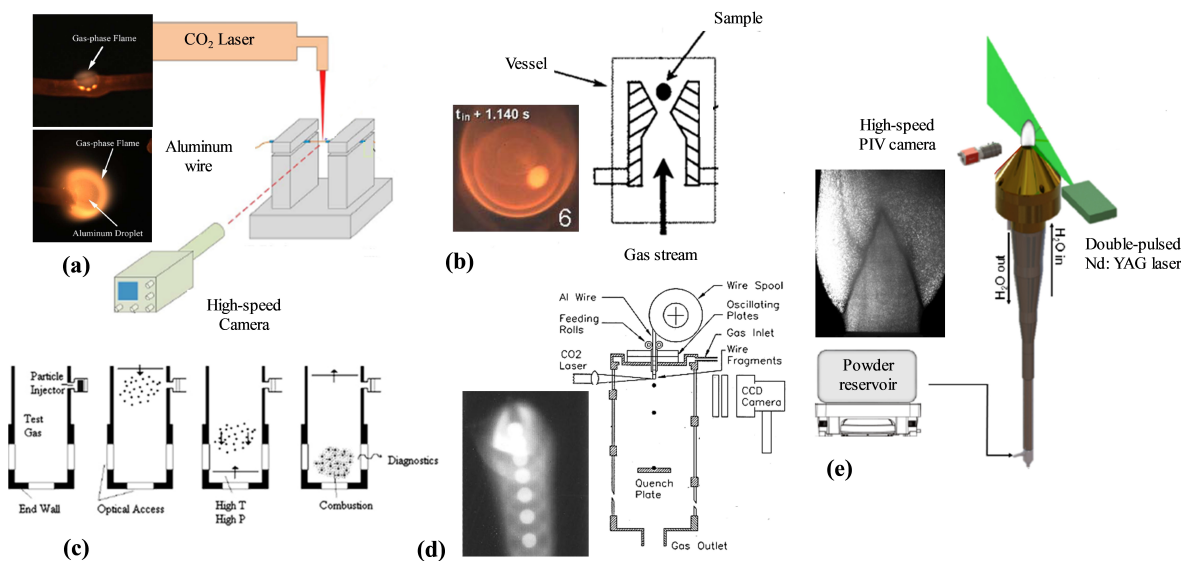 Gas-phase Flame
CO2 Laser
Gas-phase Flame
Aluminum Droplet
Aluminum
wire
(a)
High-speed
Camera
Sample
Vessel
tin + 1.140 s
6
(b)
Gas stream
Particle
Injector
Test
Gas
End Wall
Optical Access
High T
High P
Combustion
Diagnostics
(c)
Wire Spool
Al Wire
Oscillating
Plates
Feeding
Rolls
Gas Inlet
Wire
Fragments
CO2
Laser
CCD
Camera
Quench
Plate
Gas Outlet
(d)
High-speed
PIV camera
Double-pulsed
Nd: YAG laser
H2O in
H2O out
Powder
reservoir
(e)